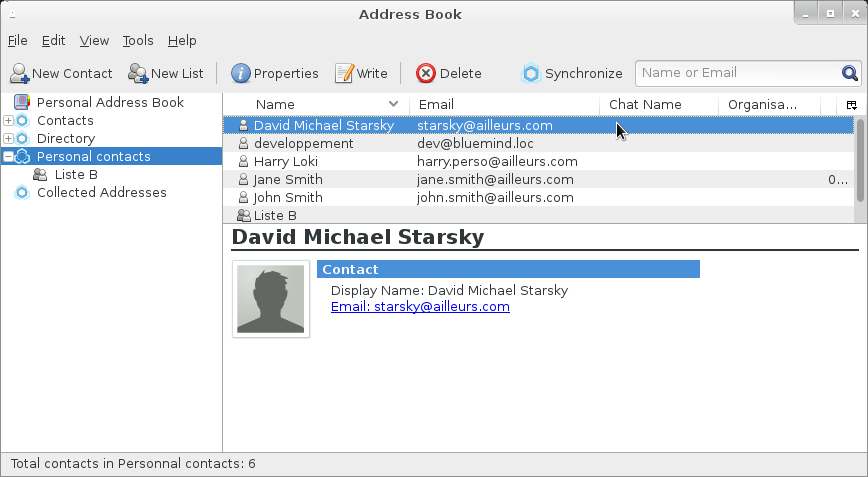 Address Book
File Edit View Tools Help
New Contact New List Properties Write Delete Synchronize Name or Email
Personal Address Book
Contacts
Directory
Personal contacts
Liste B
Collected Addresses
Name Email Chat Name Organisa...
David Michael Starsky starsky@ailleurs.com
developpement dev@bluemind.loc
Harry Loki harry.perso@ailleurs.com
Jane Smith jane.smith@ailleurs.com 0...
John Smith john.smith@ailleurs.com
Liste B
David Michael Starsky
Contact
Display Name: David Michael Starsky
Email: starsky@ailleurs.com
Total contacts in Personnal contacts: 6